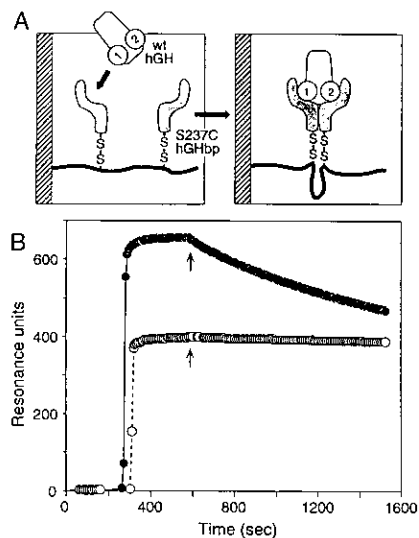 A
wt
hGH
1
2
S237C
hGHbp
S
S
S
S
1
2
S
S
S
S
B
Resonance units
600
400
200
0
0
400
800
1200
1600
Time (sec)